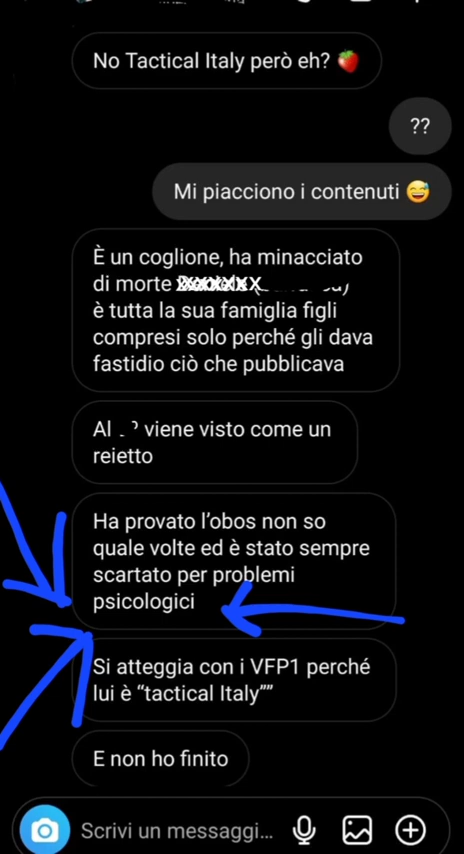 No Tactical Italy però eh? 🍓
??
Mi piacciono i contenuti 😅
È un coglione, ha minacciato
di morte
è tutta la sua famiglia figli
compresi solo perché gli dava
fastidio ciò che pubblicava
Al viene visto come un
reietto
Ha provato l'obos non so
quale volte ed è stato sempre
scartato per problemi
psicologici
Si atteggia con i VFP1 perché
lui è “tactical Italy””
E non ho finito
Scrivi un messaggi...